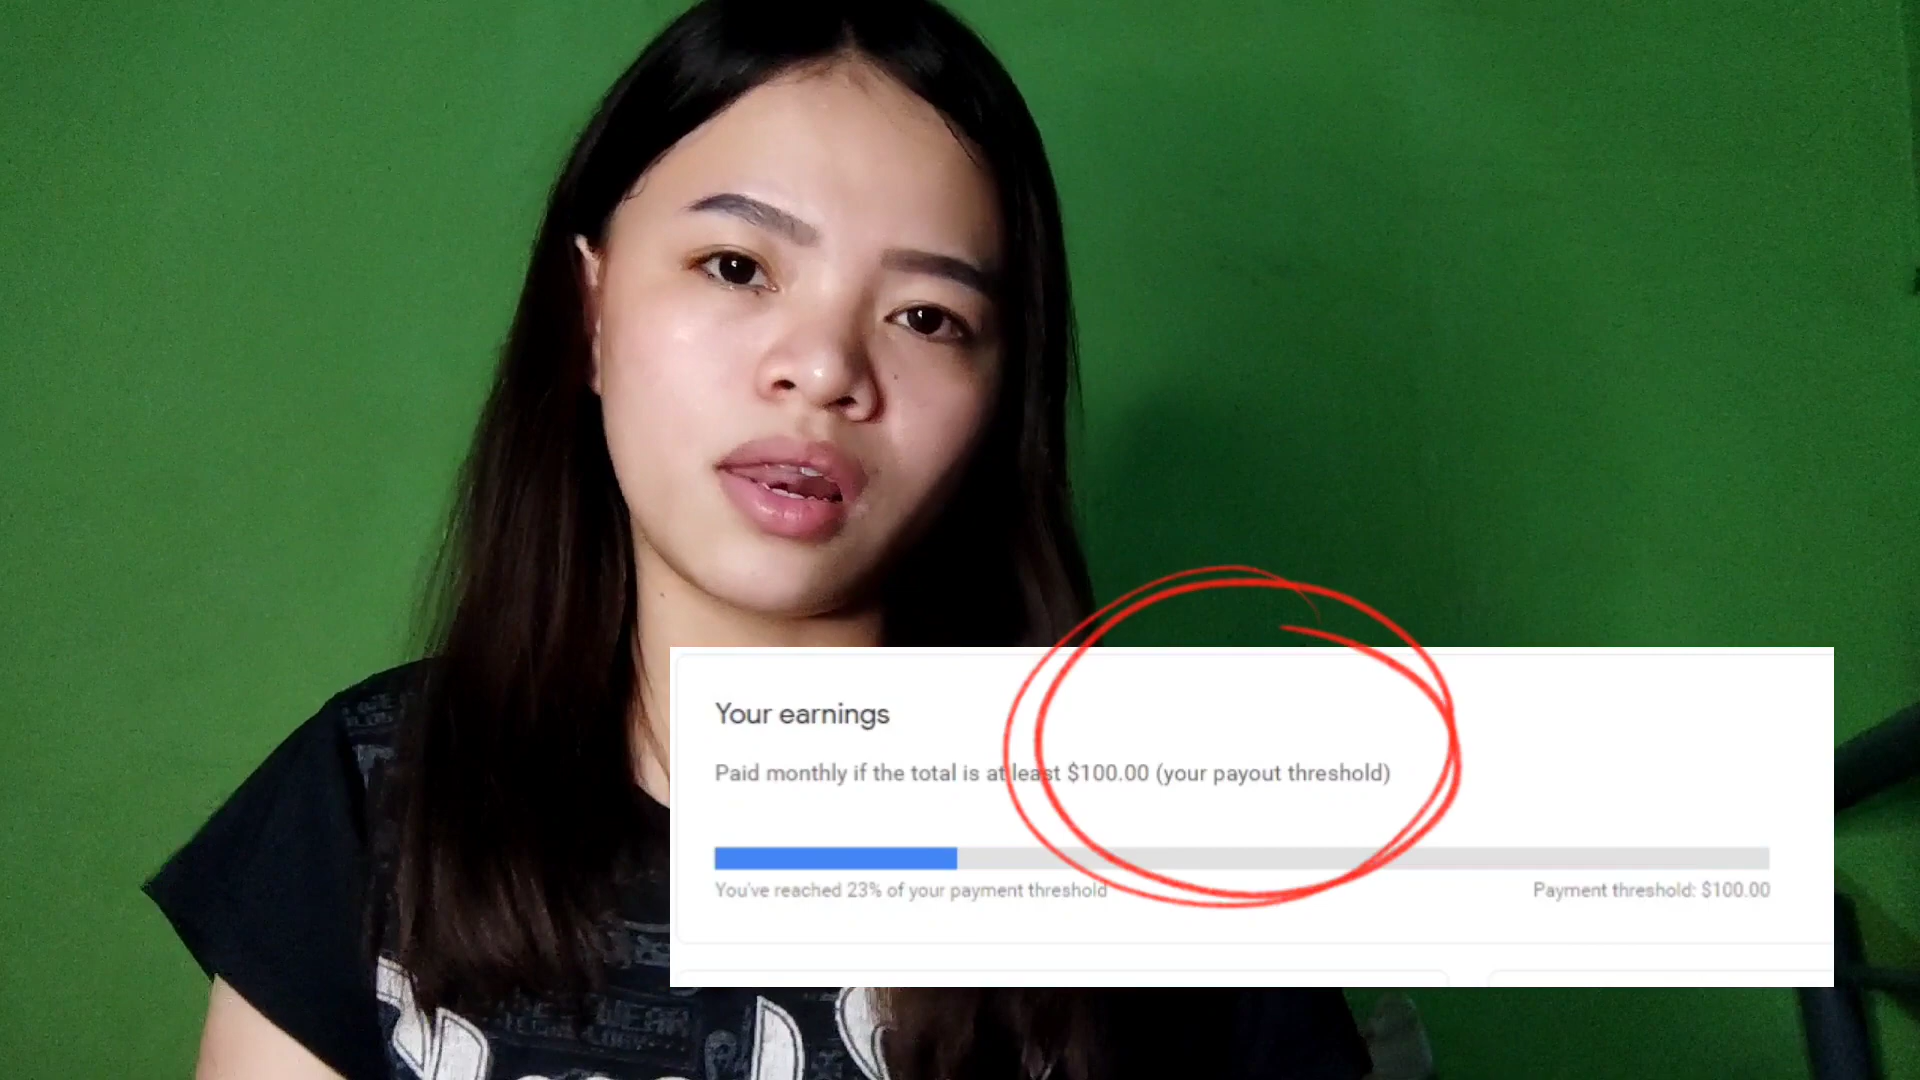 Your earnings
Paid monthly if the total is at least $100.00 (your payout threshold)
You've reached 23% of your payment threshold
Payment threshold: $100.00